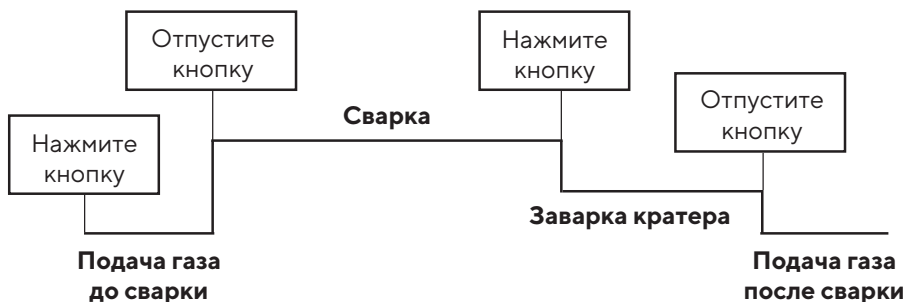 Отпустите
кнопку
Нажмите
кнопку
Отпустите
кнопку
Сварка
Нажмите
кнопку
Заварка кратера
Подача газа
до сварки
Подача газа
после сварки